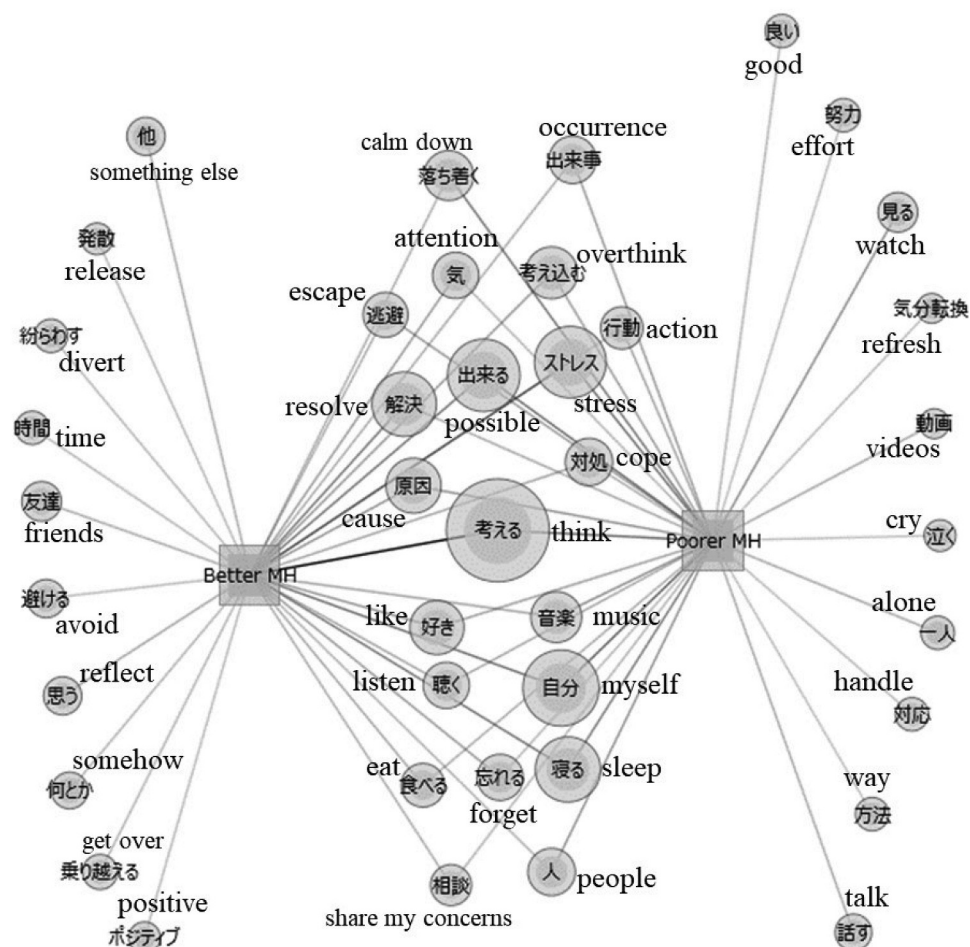 良い
good
努力
effort
他
something else
calm down
落ち着く
occurrence
出来事
見る
watch
発散
release
attention
気
考え込む
overthink
escape
逃避
行動
action
気分転換
refresh
紛らわす
divert
出来る
possible
ストレス
stress
resolve
解決
時間
time
動画
videos
対処
cope
原因
cause
友達
friends
考える
think
Better MH
Poorer MH
cry
泣く
避ける
avoid
alone
一人
like
好き
音楽
music
reflect
思う
listen
聴く
自分
myself
handle
対応
somehow
何とか
eat
食べる
忘れる
forget
寝る
sleep
way
方法
get over
乗り越える
相談
share my concerns
人
people
positive
ポジティブ
talk
話す